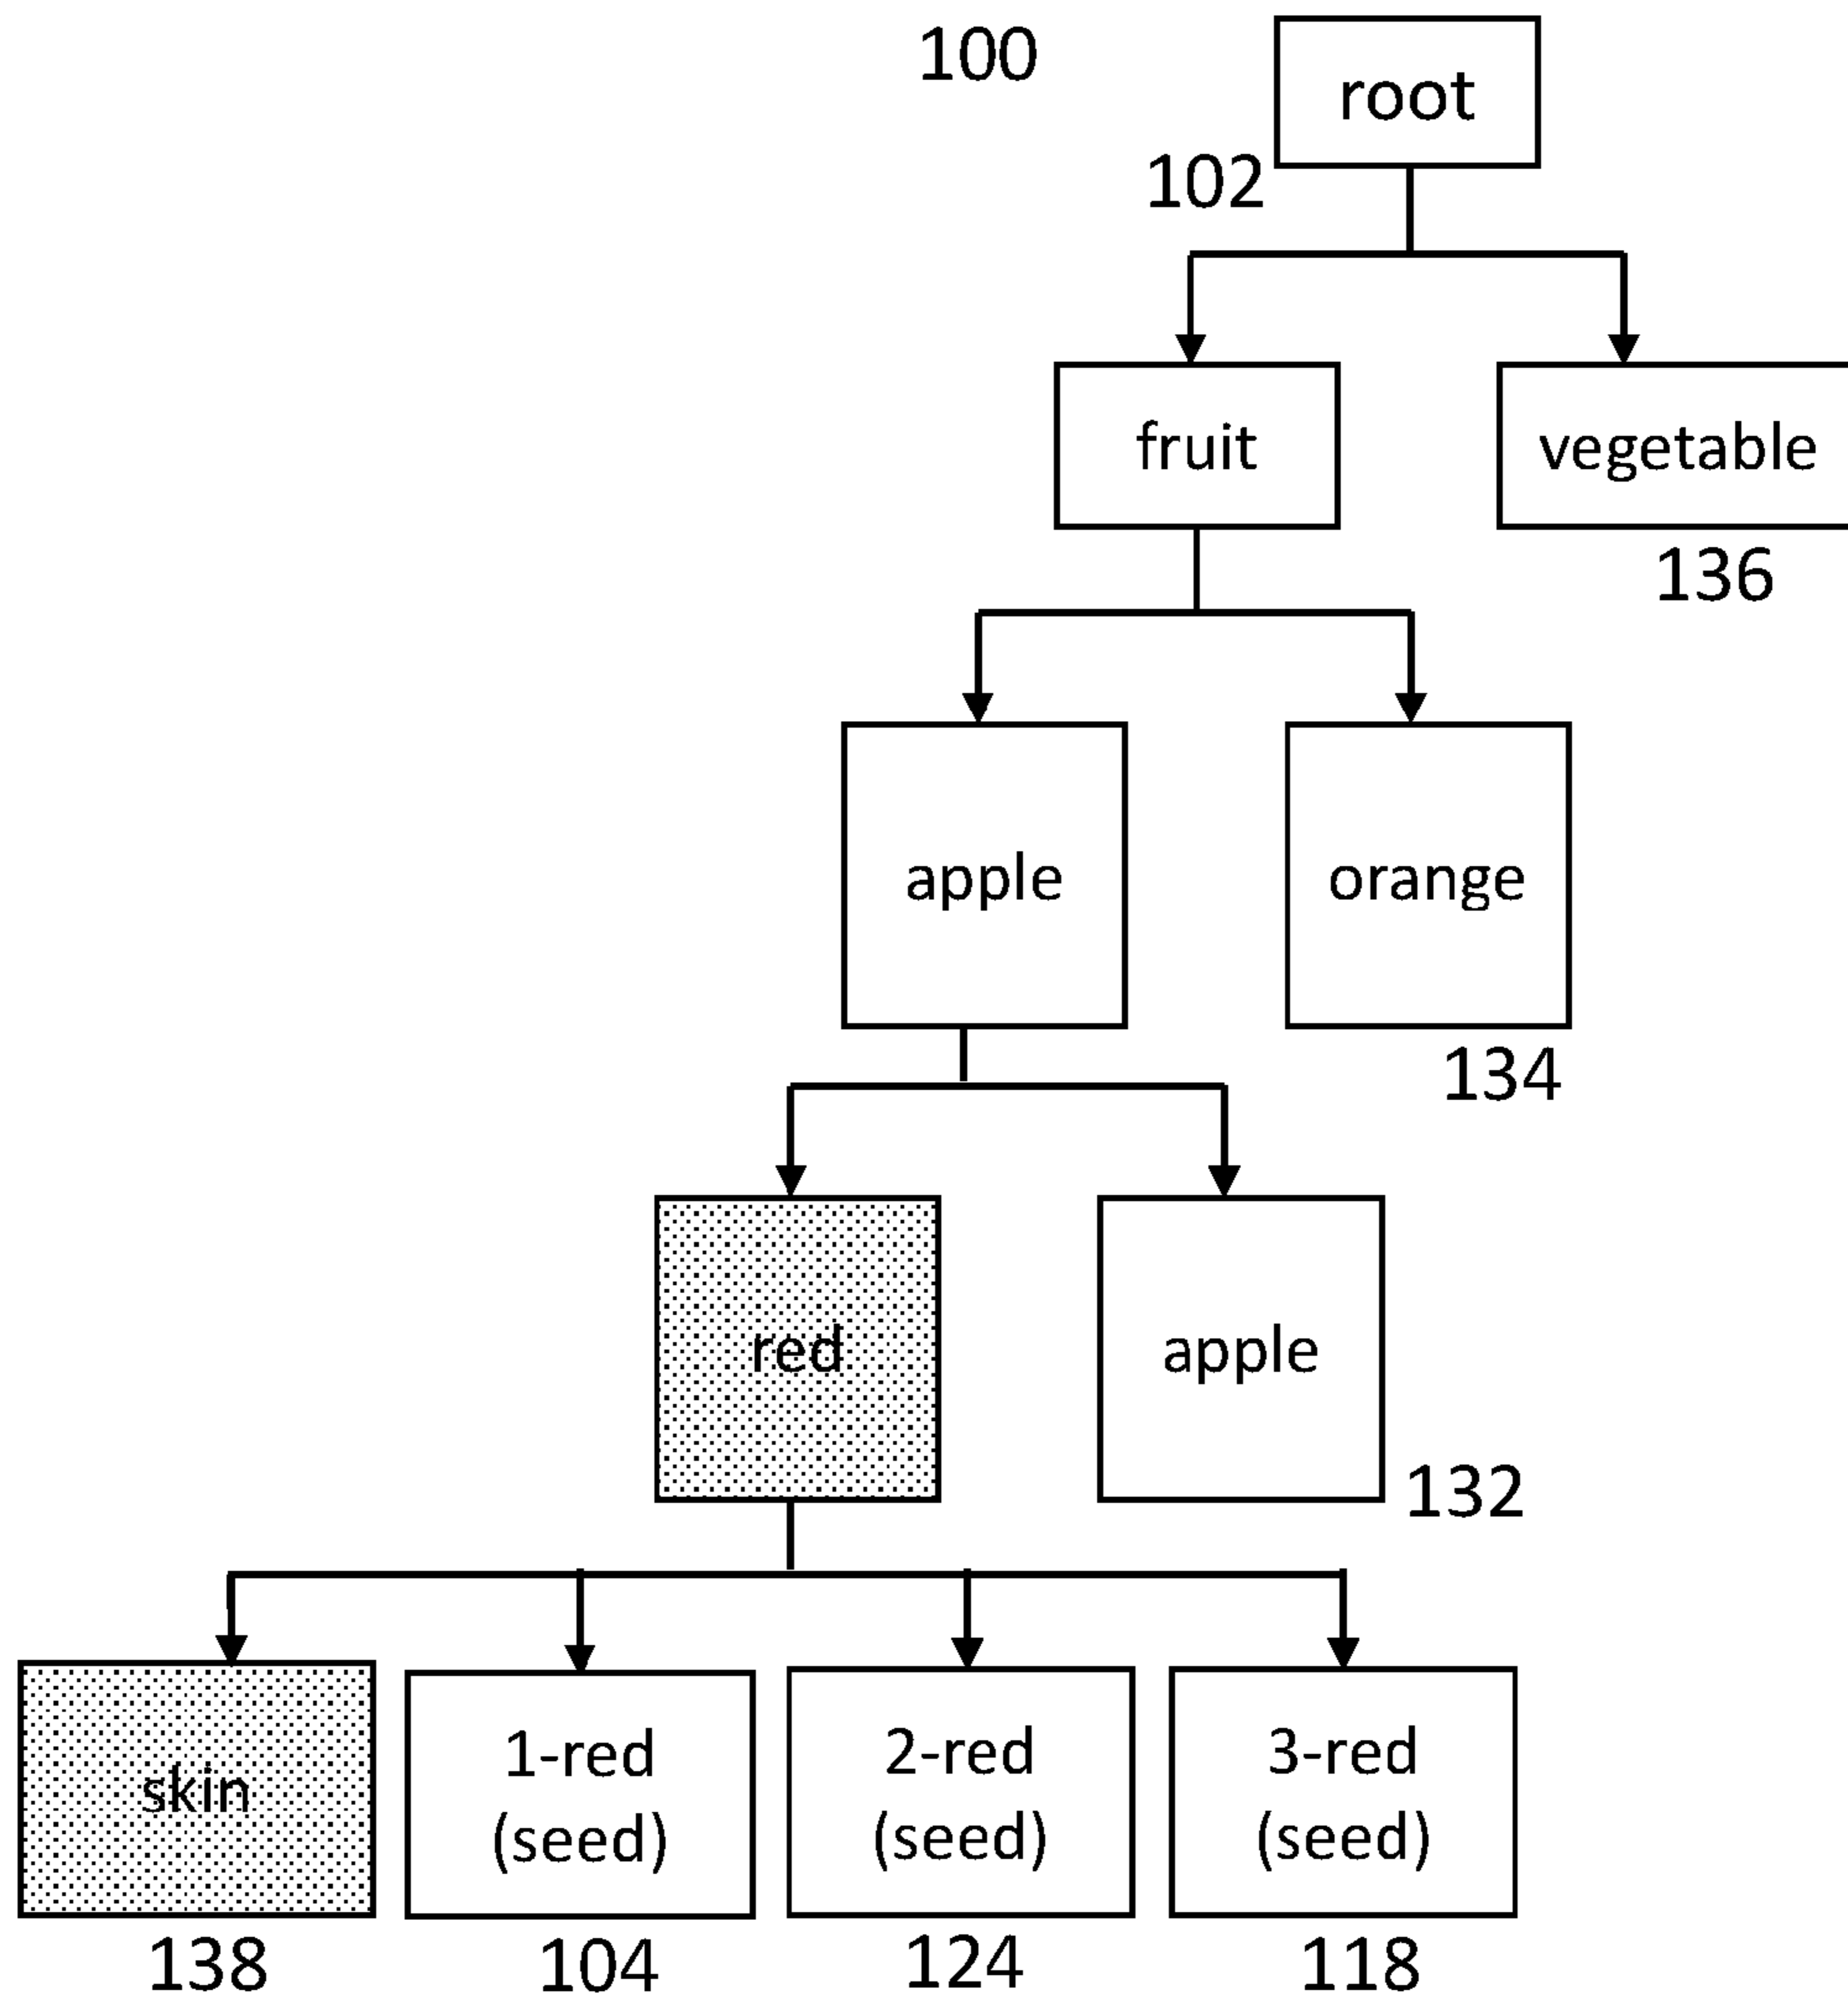 100
root
102
fruit
vegetable
136
apple
orange
134
red
apple
132
skin
1-red
(seed)
2-red
(seed)
3-red
(seed)
138
104
124
118